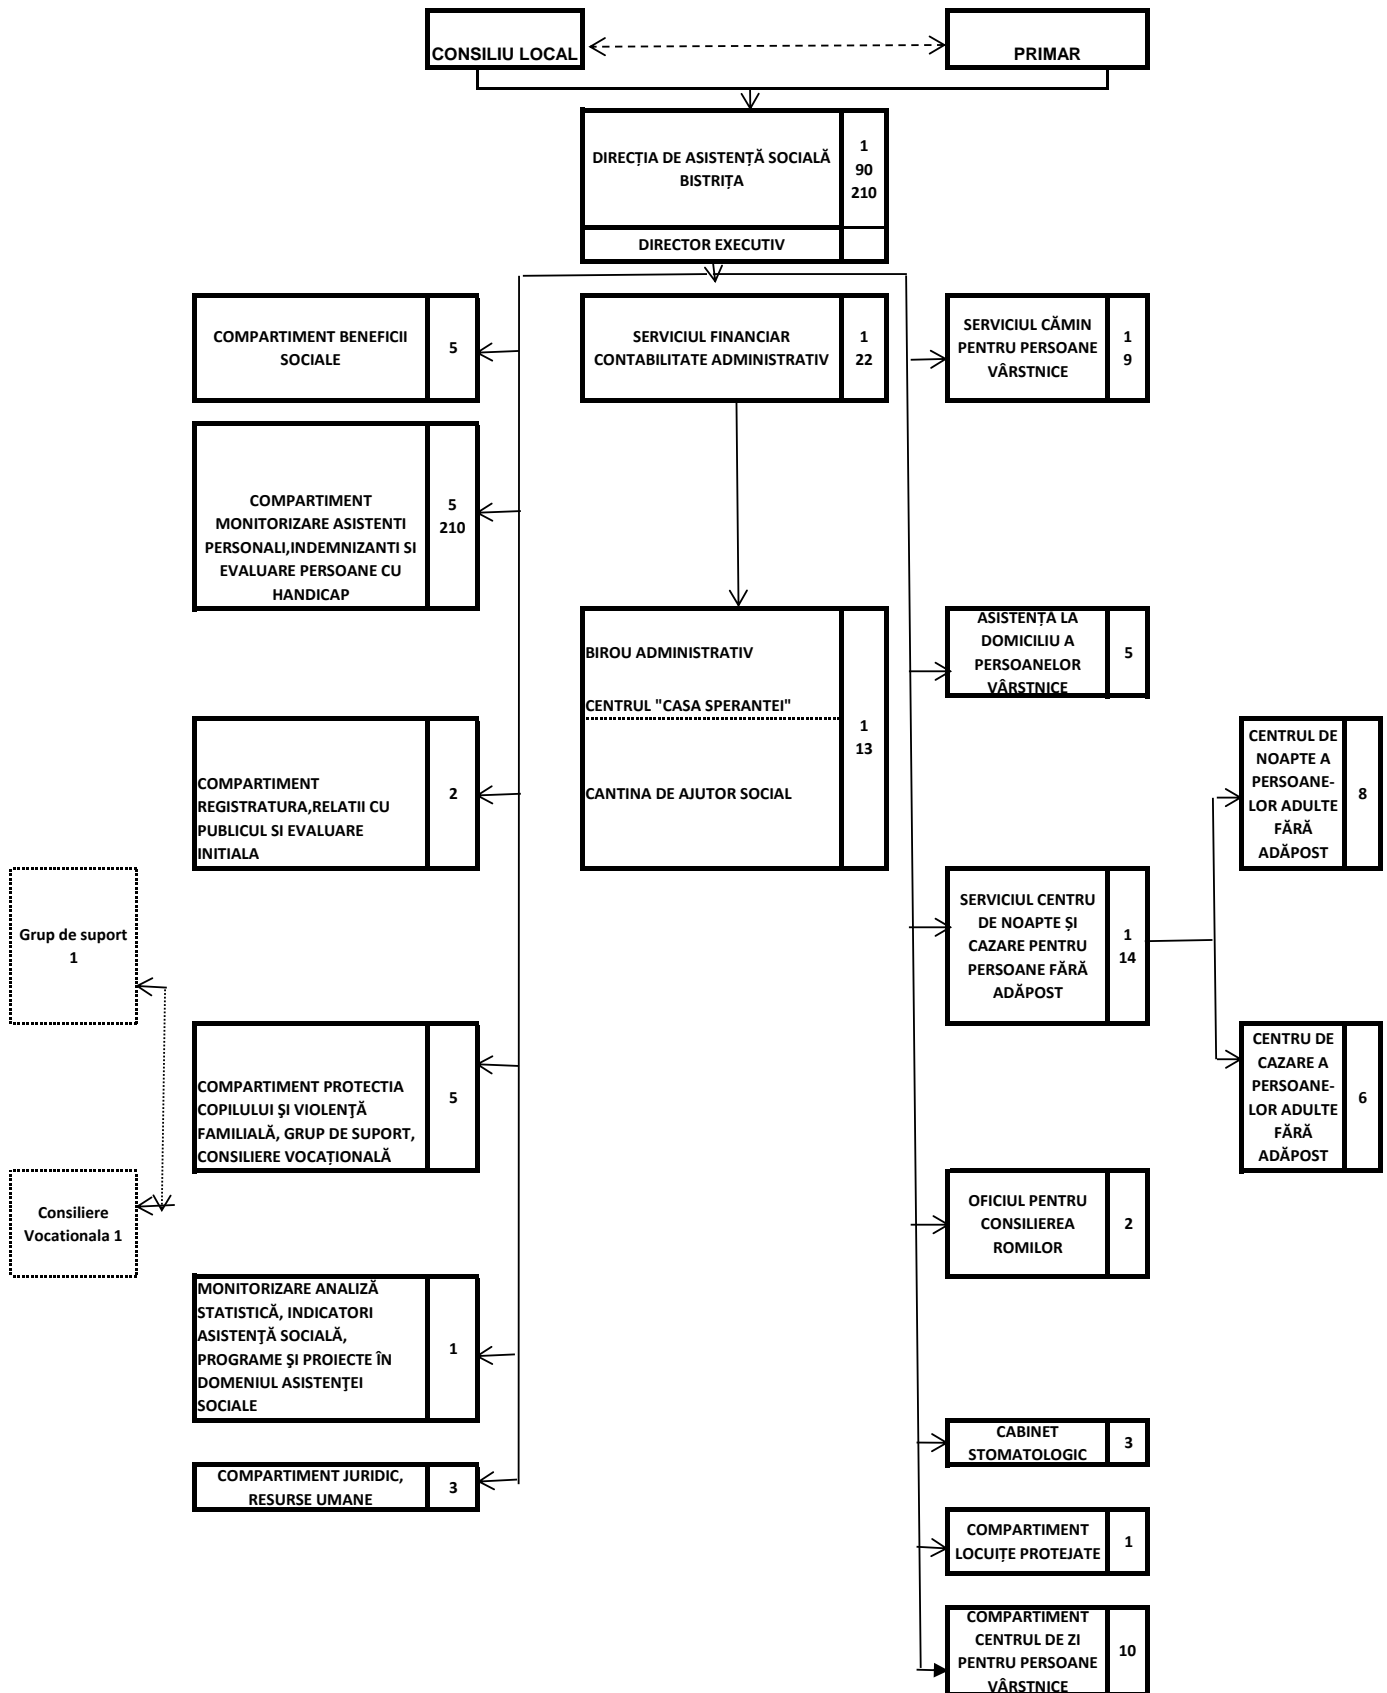 CONSILIU LOCAL
PRIMAR
DIRECȚIA DE ASISTENȚĂ SOCIALĂ
BISTRIȚA
1
90
210
DIRECTOR EXECUTIV
COMPARTIMENT BENEFICII
SOCIALE
5
SERVICIUL FINANCIAR
CONTABILITATE ADMINISTRATIV
1
22
SERVICIUL CĂMIN
PENTRU PERSOANE
VÂRSTNICE
1
9
COMPARTIMENT
MONITORIZARE ASISTENTI
PERSONALI,INDEMNIZANTI SI
EVALUARE PERSOANE CU
HANDICAP
5
210
BIROU ADMINISTRATIV
CENTRUL "CASA SPERANTEI"
CANTINA DE AJUTOR SOCIAL
1
13
ASISTENȚĂ LA
DOMICILIU A
PERSOANELOR
VÂRSTNICE
5
COMPARTIMENT
REGISTRATURA,RELATII CU
PUBLICUL SI EVALUARE
INITIALA
2
CENTRUL DE
NOAPTE A
PERSOANE-
LOR ADULTE
FĂRĂ
ADĂPOST
8
Grup de suport
1
SERVICIUL CENTRU
DE NOAPTE ȘI
CAZARE PENTRU
PERSOANE FĂRĂ
ADĂPOST
1
14
COMPARTIMENT PROTECTIA
COPILULUI ŞI VIOLENŢĂ
FAMILIALĂ, GRUP DE SUPORT,
CONSILIERE VOCAȚIONALĂ
5
CENTRU DE
CAZARE A
PERSOANE-
LOR ADULTE
FĂRĂ
ADĂPOST
6
Consiliere
Vocationala 1
OFICIUL PENTRU
CONSILIEREA
ROMILOR
2
MONITORIZARE ANALIZĂ
STATISTICĂ, INDICATORI
ASISTENŢĂ SOCIALĂ,
PROGRAME ŞI PROIECTE ÎN
DOMENIUL ASISTENŢEI
SOCIALE
1
CABINET
STOMATOLOGIC
3
COMPARTIMENT JURIDIC,
RESURSE UMANE
3
COMPARTIMENT
LOCUIȚE PROTEJATE
1
COMPARTIMENT
CENTRUL DE ZI
PENTRU PERSOANE
VÂRSTNICE
10